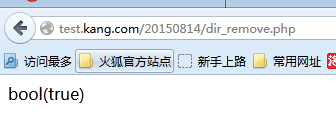 test.kang.com/20150814/dir_remove.php
访问最多 火狐官方站点 新手上路 常用网址
bool(true)